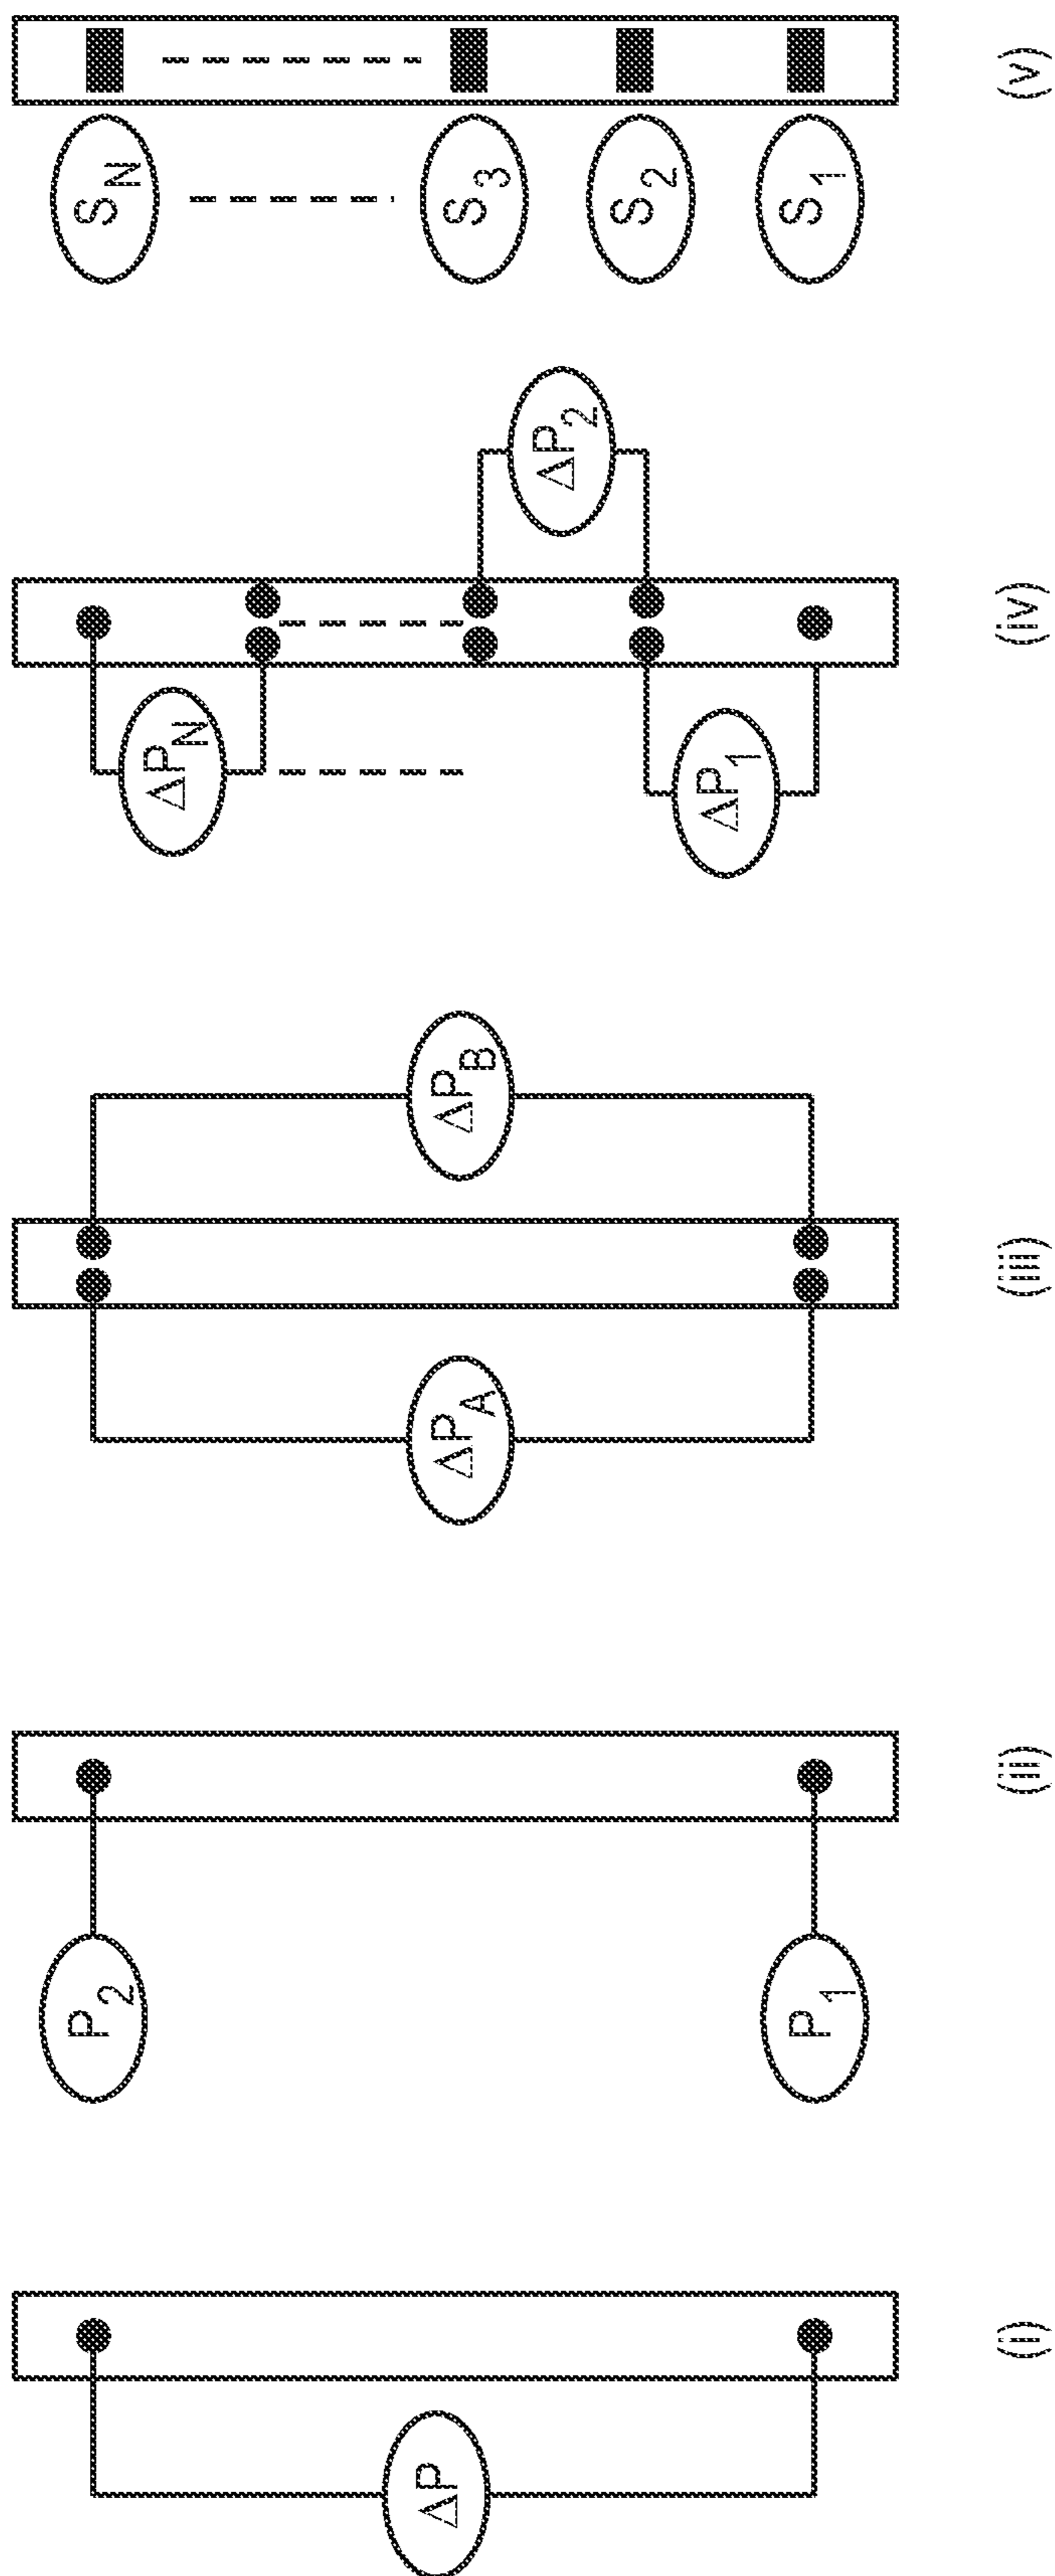 ΔP
(i)
P2
P1
(ii)
ΔPA
ΔPB
(iii)
ΔPN
ΔP1
ΔP2
(iv)
SN
S3
S2
S1
(v)